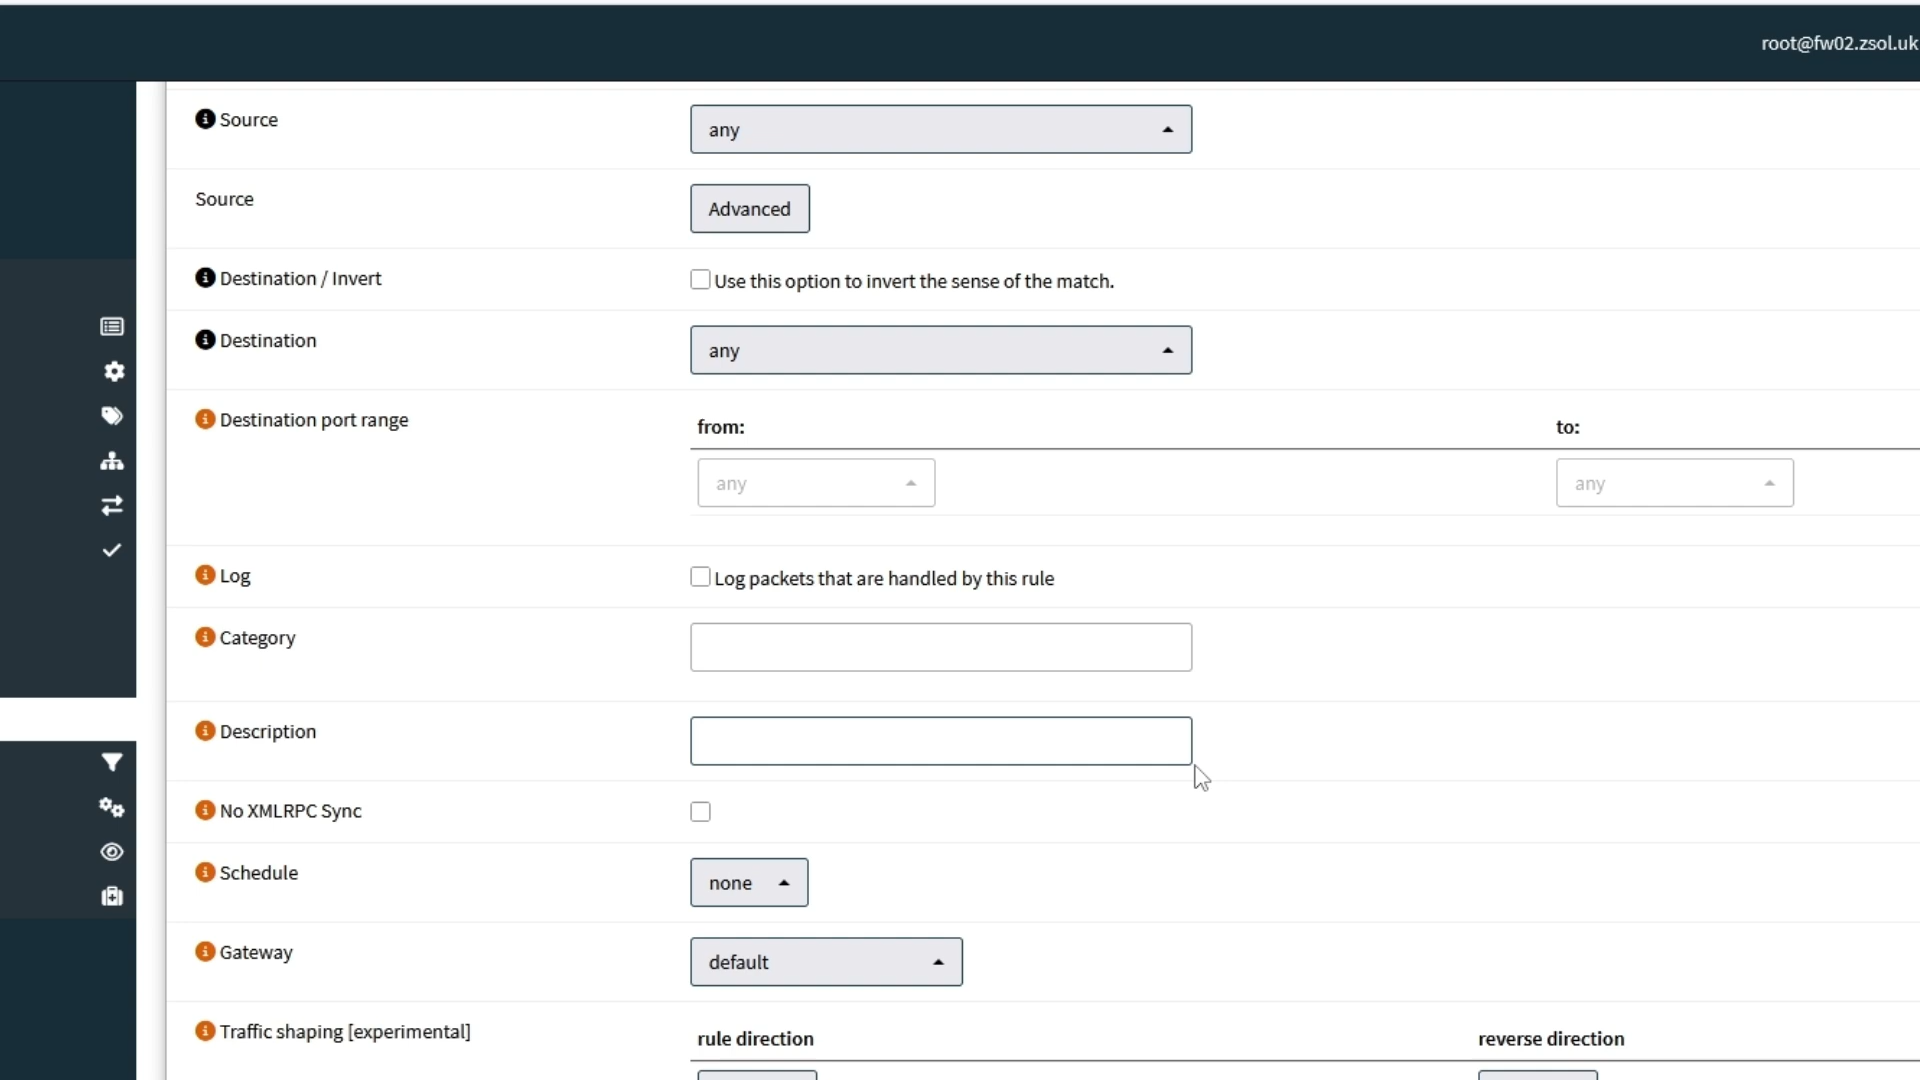 root@fw02.zsol.uk
Source
any
Source
Advanced
Destination / Invert
Use this option to invert the sense of the match.
Destination
any
Destination port range
from:
to:
any
any
Log
Log packets that are handled by this rule
Category
Description
No XMLRPC Sync
Schedule
none
Gateway
default
Traffic shaping [experimental]
rule direction
reverse direction